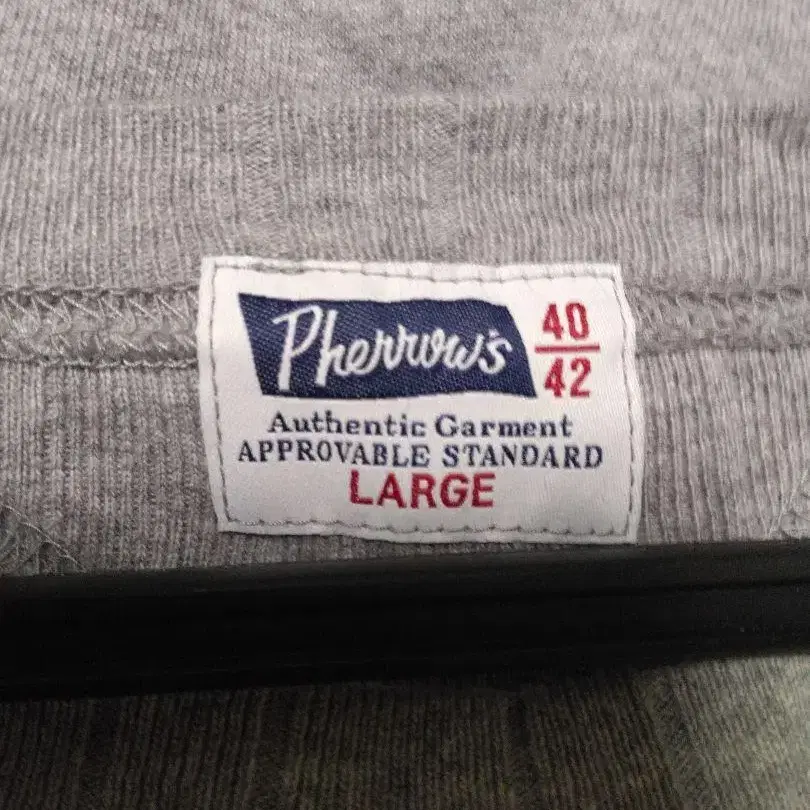 Pherrow's
40
42
Authentic Garment
APPROVABLE STANDARD
LARGE